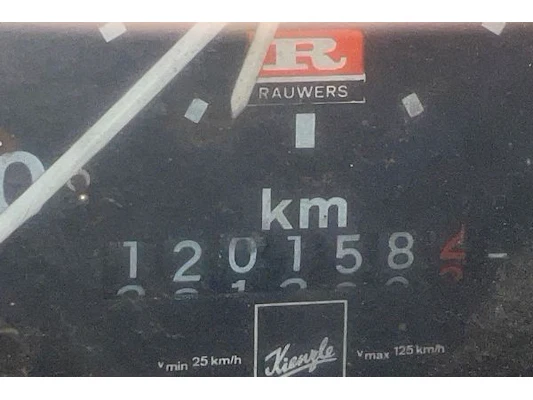 R
RAUWERS
km
120158
Kienzle
v min 25 km/h
v max 125 km/h